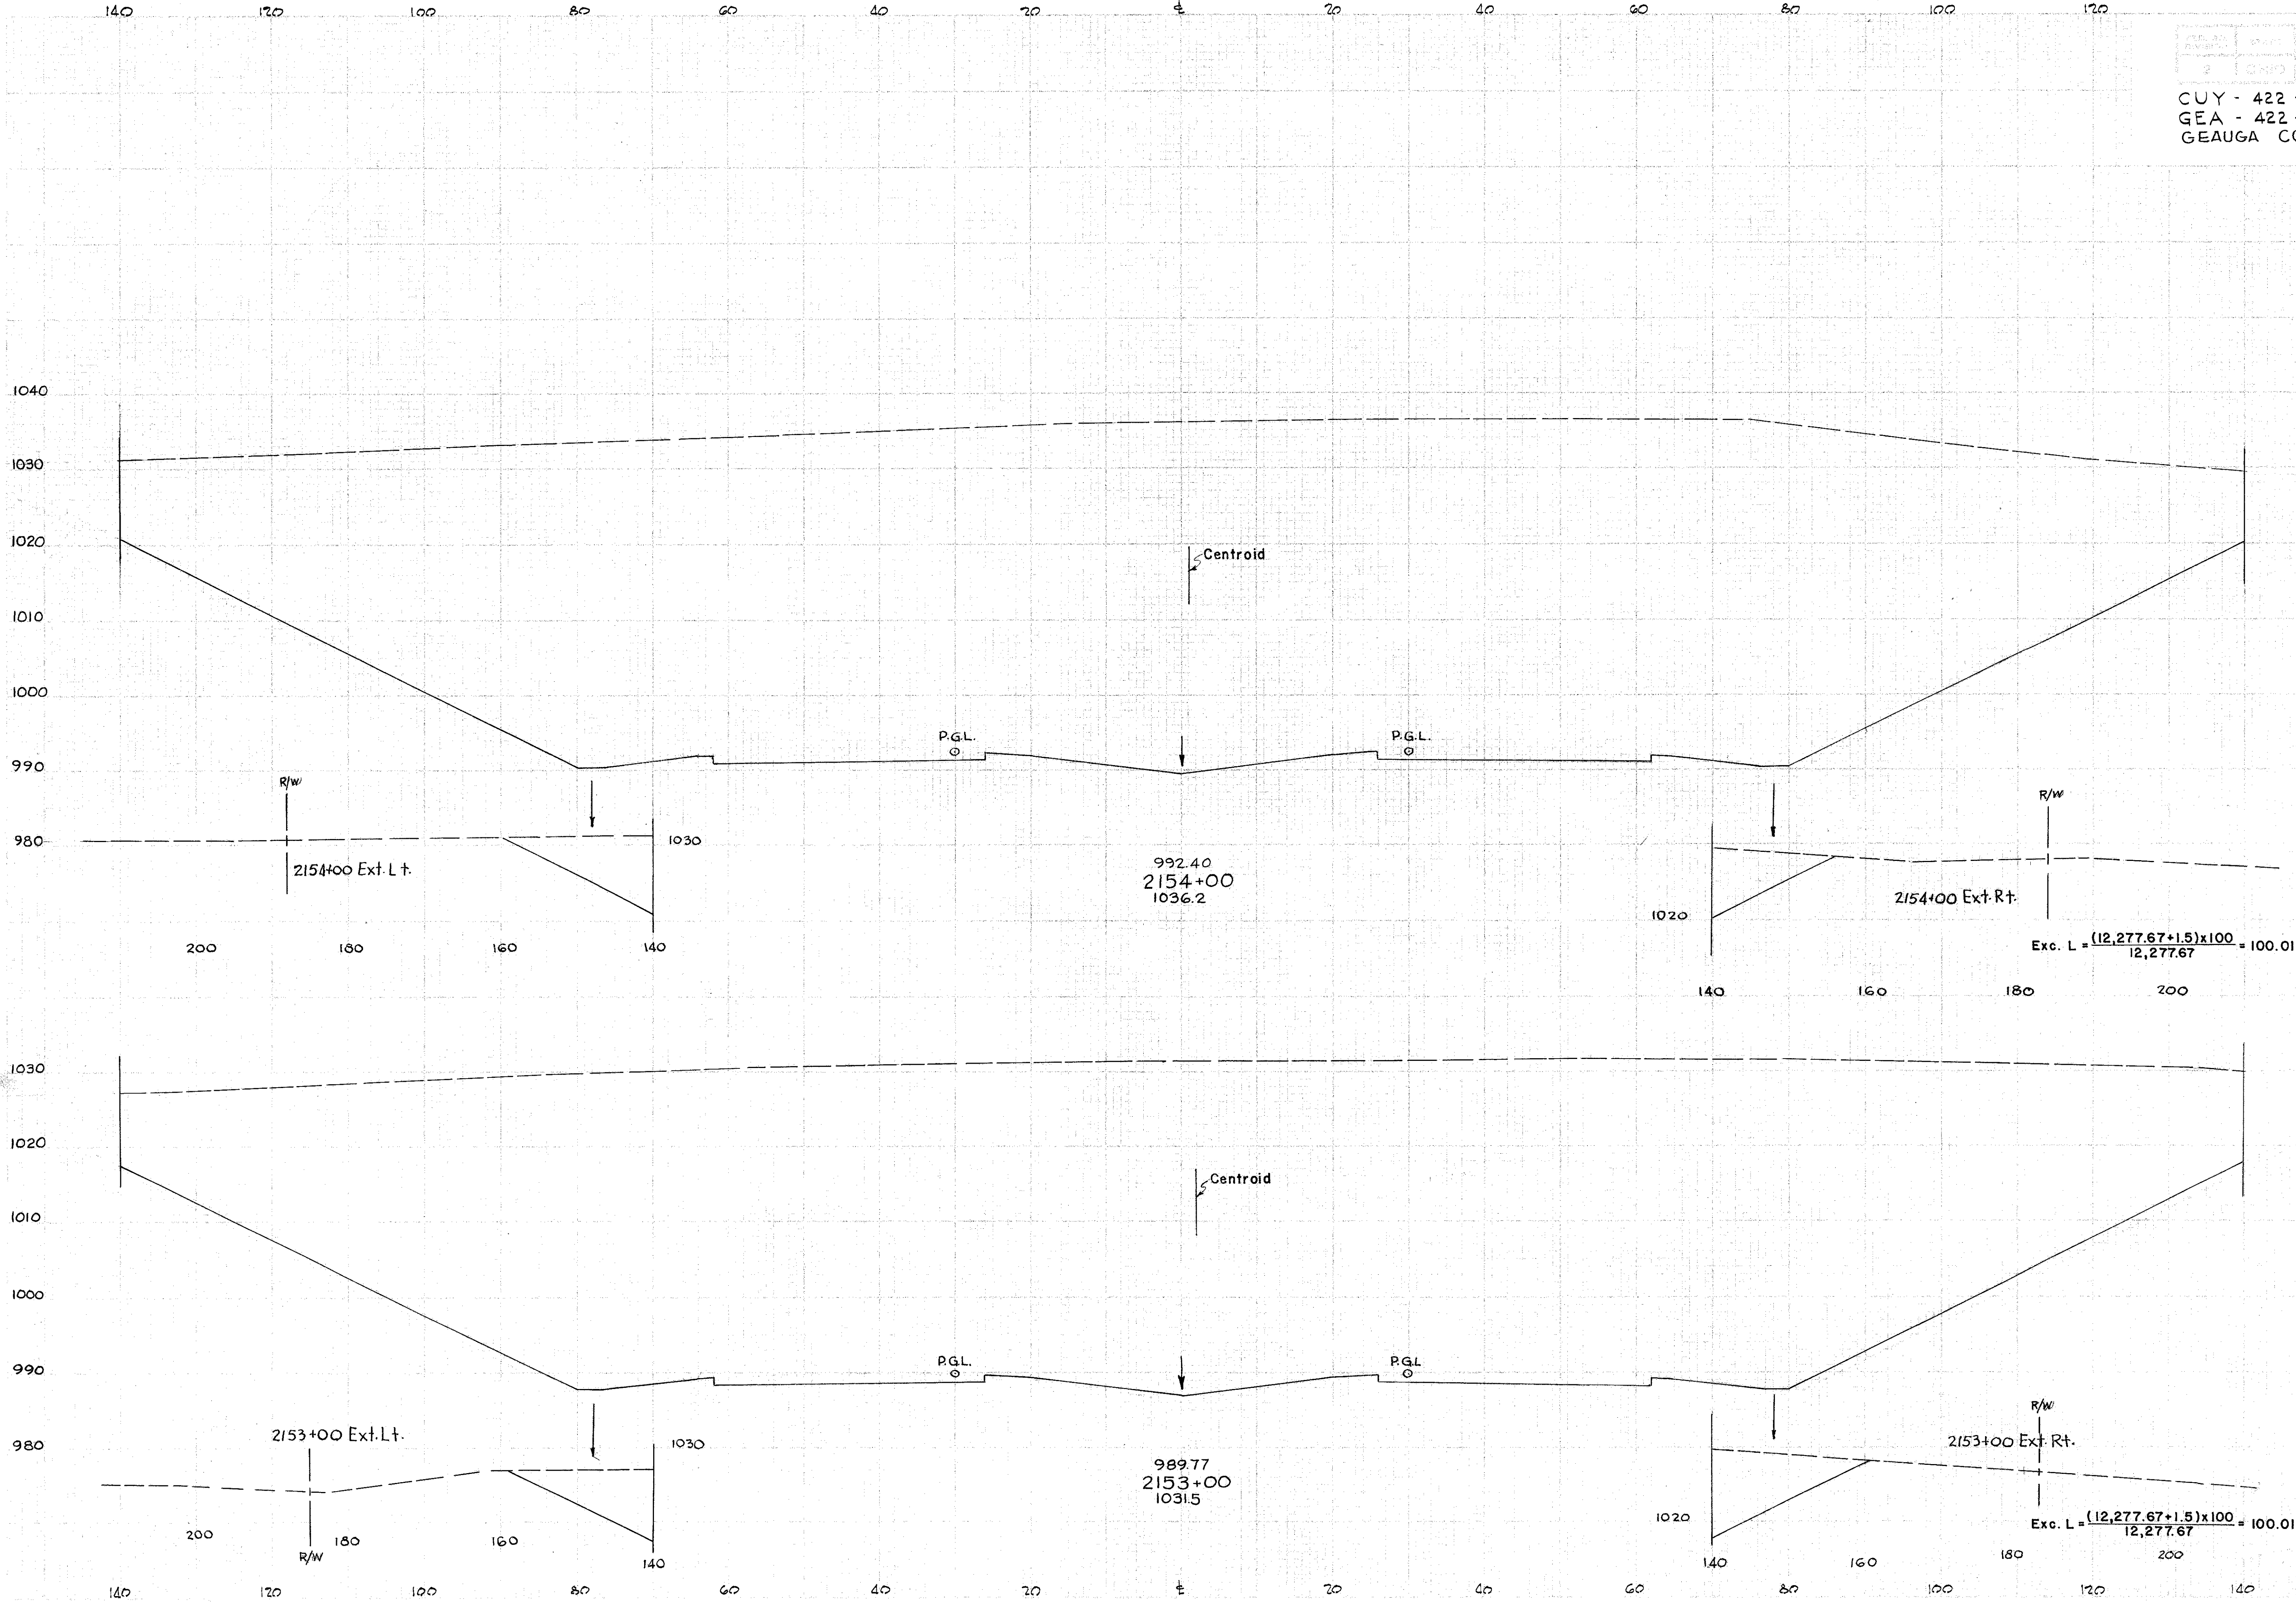 140 120 100 80 60 40 20 ℄ 20 40 60 80 100 120
CUY - 422
GEA - 422
GEAUGA CO
1040
1030
1020
Centroid
1010
1000
P.G.L. P.G.L.
990
R/W R/W
980 1030
2154+00 Ext. Lt.
992.40
2154+00
1036.2
2154+00 Ext. Rt.
1020
200 180 160 140
Exc. L = (12,277.67+1.5)x100 = 100.01
12,277.67
140 160 180 200
1030
1020
Centroid
1010
1000
990
P.G.L. P.G.L
R/W
2153+00 Ext. Lt.
980 1030
2153+00 Ext. Rt.
989.77
2153+00
1031.5
1020
Exc. L = (12,277.67+1.5)x100 = 100.01
12,277.67
200 180 160
R/W
140
140 160 180 200
140 120 100 80 60 40 20 ℄ 20 40 60 80 100 120 140